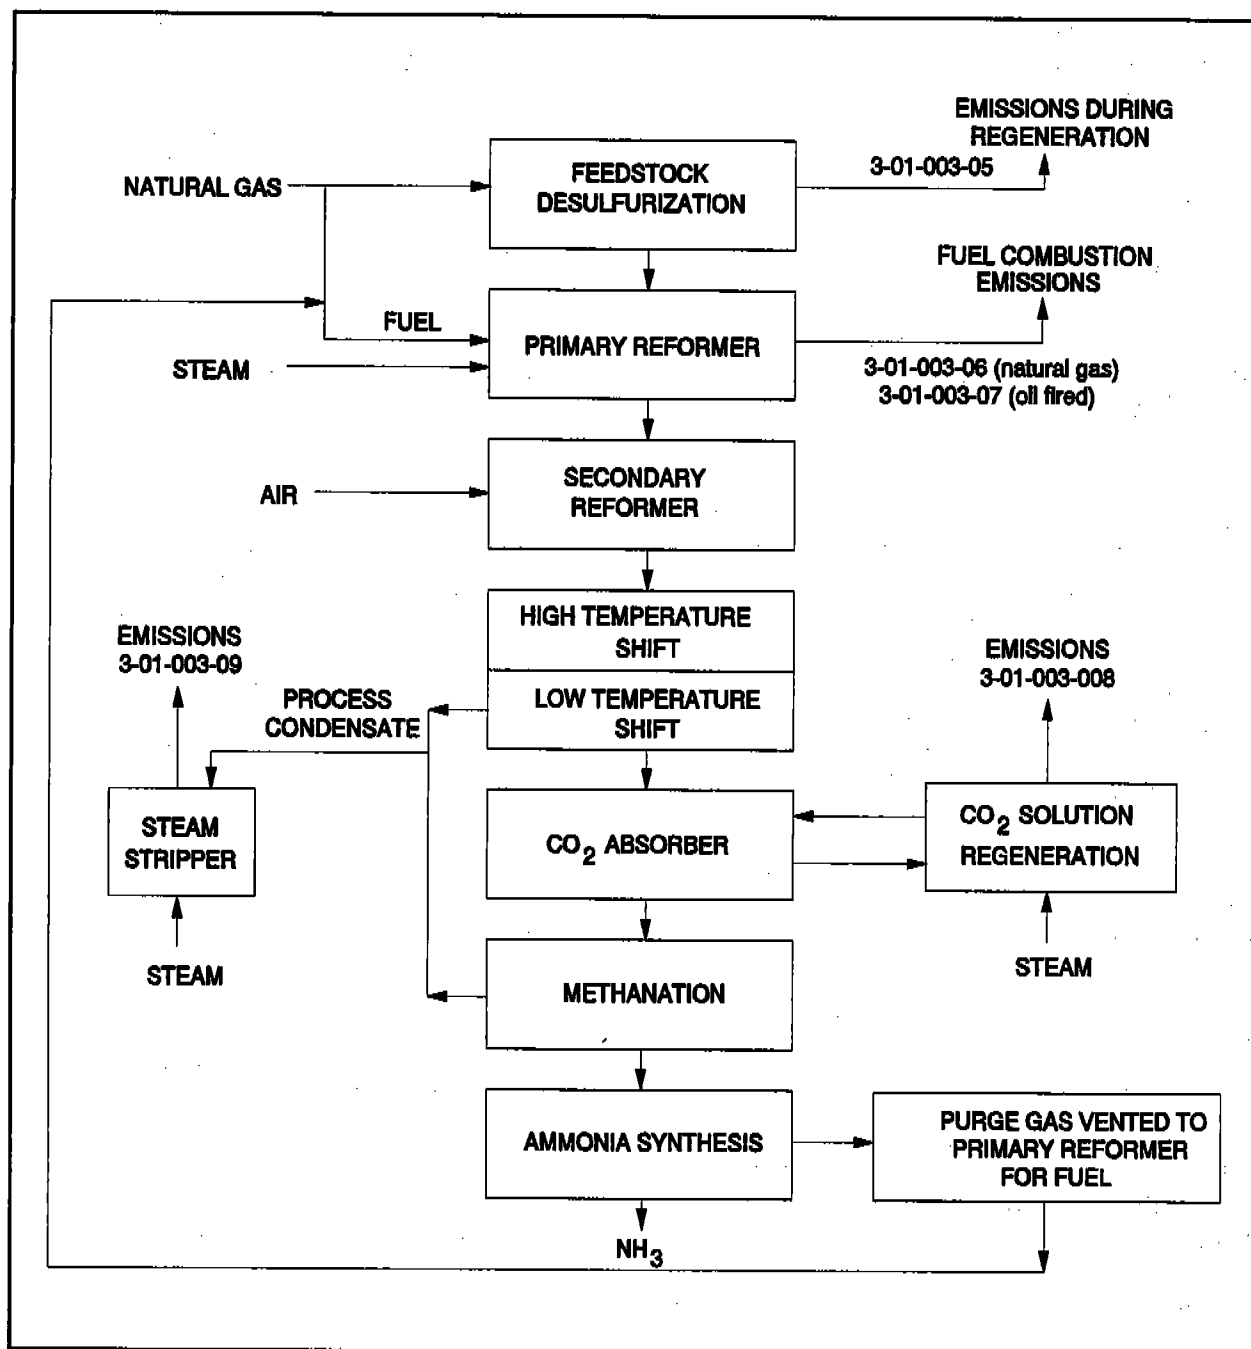 EMISSIONS DURING
REGENERATION
3-01-003-05
NATURAL GAS
FEEDSTOCK
DESULFURIZATION
FUEL COMBUSTION
EMISSIONS
FUEL
PRIMARY REFORMER
STEAM
3-01-003-06 (natural gas)
3-01-003-07 (oil fired)
SECONDARY
REFORMER
AIR
HIGH TEMPERATURE
SHIFT
EMISSIONS
3-01-003-09
EMISSIONS
3-01-003-008
PROCESS
CONDENSATE
LOW TEMPERATURE
SHIFT
STEAM
STRIPPER
CO2 ABSORBER
CO2 SOLUTION
REGENERATION
STEAM
STEAM
METHANATION
AMMONIA SYNTHESIS
PURGE GAS VENTED TO
PRIMARY REFORMER
FOR FUEL
NH3